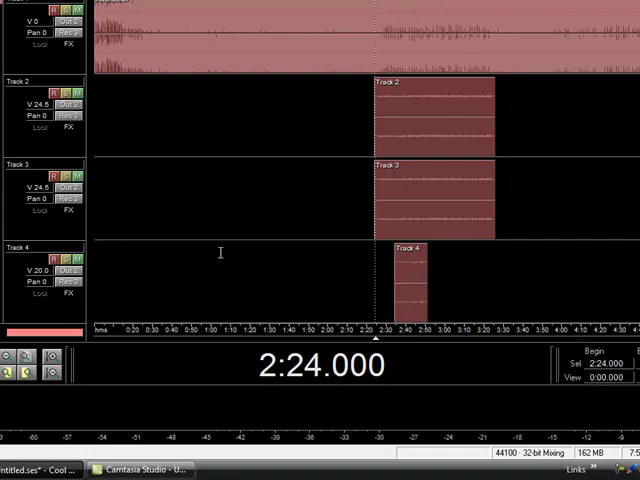 R S M
V 0 Out 2
Pan 0 Rec 3
Lock FX
Track 2
Track 2
R S M
V 24.5 Out 2
Pan 0 Rec 3
Lock FX
Track 3
Track 3
R S M
V 24.5 Out 2
Pan 0 Rec 3
Lock FX
Track 4
Track 4
R S M
V 20.0 Out 2
Pan 0 Rec 3
Lock FX
hms 0:20 0:30 0:40 0:50 1:00 1:10 1:20 1:30 1:40 1:50 2:00 2:10 2:20 2:30 2:40 2:50 3:00 3:10 3:20 3:30 3:40 3:50 4:00 4:10 4:20 4:30
2:24.000
Begin
Sel 2:24.000
View 0:00.000
-60 -57 -54 -51 -48 -45 -42 -39 -36 -33 -30 -27 -24 -21 -18 -15 -12 -9
44100 · 32-bit Mixing 162 MB
ntitled.ses* - Cool ... Camtasia Studio - U... Links »